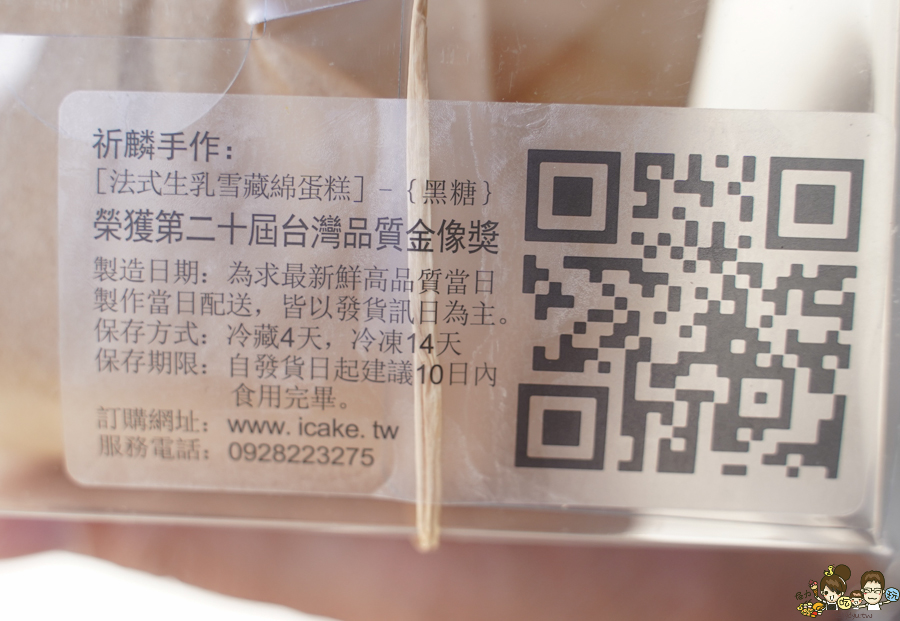 祈麟手作：
[法式生乳雪藏綿蛋糕]–{黑糖}
榮獲第二十屆台灣品質金像獎
製造日期：為求最新鮮高品質當日
製作當日配送，皆以發貨訊日為主。
保存方式：冷藏4天，冷凍14天
保存期限：自發貨日起建議10日內
食用完畢。
訂購網址：www.icake.tw
服務電話：0928223275